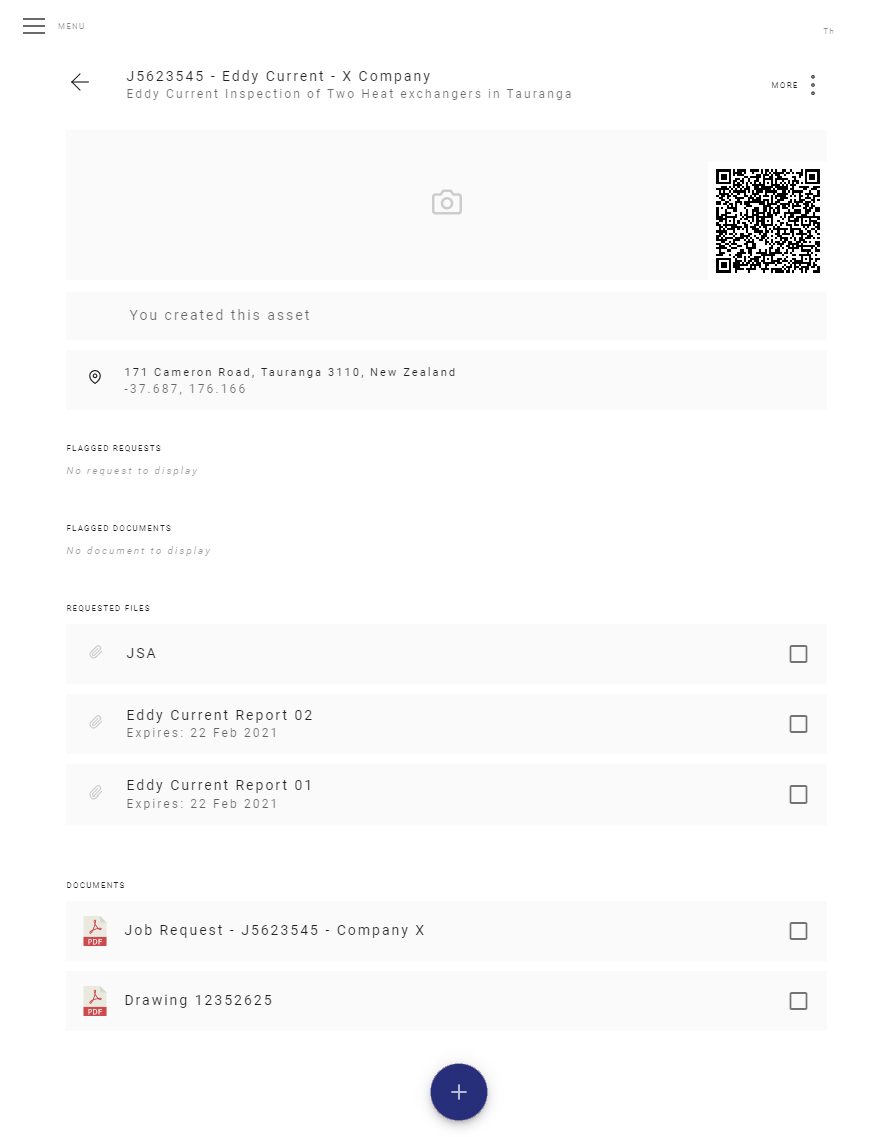 MENU
Th
J5623545 - Eddy Current - X Company
Eddy Current Inspection of Two Heat exchangers in Tauranga
MORE
You created this asset
171 Cameron Road, Tauranga 3110, New Zealand
-37.687, 176.166
FLAGGED REQUESTS
No request to display
FLAGGED DOCUMENTS
No document to display
REQUESTED FILES
JSA
Eddy Current Report 02
Expires: 22 Feb 2021
Eddy Current Report 01
Expires: 22 Feb 2021
DOCUMENTS
PDF
Job Request - J5623545 - Company X
PDF
Drawing 12352625